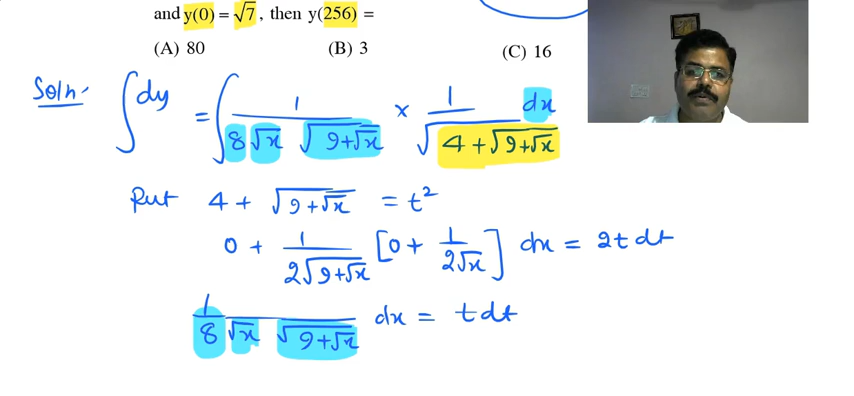 and y(0) = √7, then y(256) =
(A) 80 (B) 3 (C) 16
Soln: ∫dy = ∫ 1/(8 √x √(9+√x)) × 1/√(4+√(9+√x)) dx
Put 4 + √(9+√x) = t²
0 + 1/(2√(9+√x)) [0 + 1/(2√x)] dx = 2t dt
1/(8 √x √(9+√x)) dx = t dt